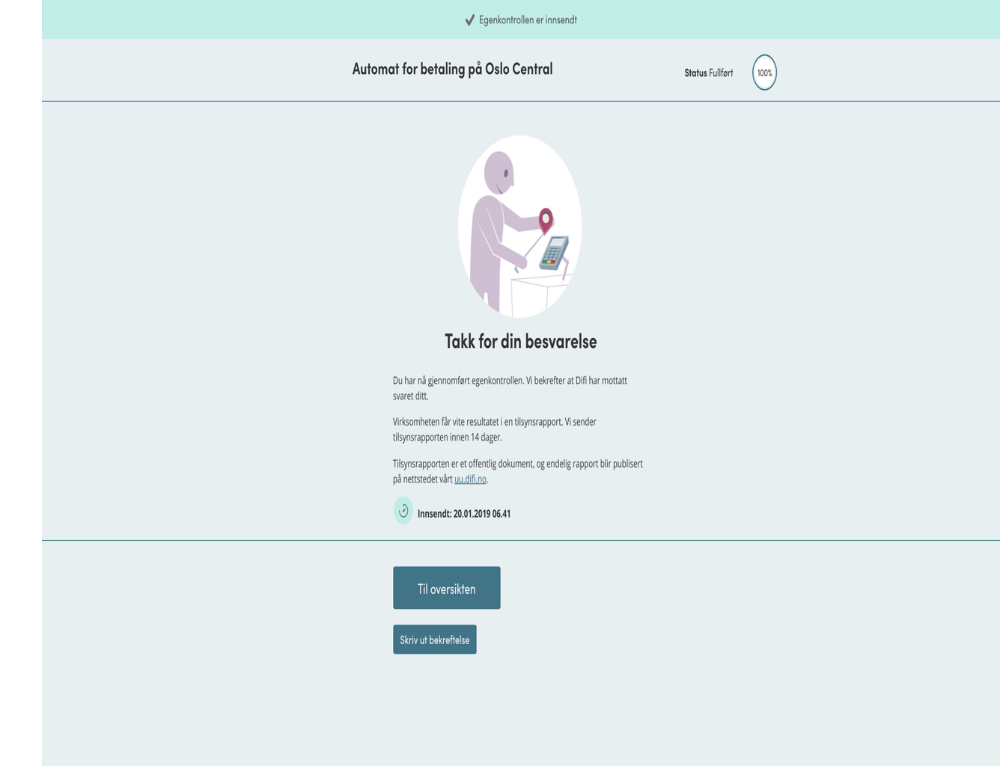 Egenkontrollen er innsendt
Automat for betaling på Oslo Central
Status Fullført
100%
Takk for din besvarelse
Du har nå gjennomført egenkontrollen. Vi bekrefter at Difi har mottatt
svaret ditt.
Virksomheten får vite resultatet i en tilsynsrapport. Vi sender
tilsynsrapporten innen 14 dager.
Tilsynsrapporten er et offentlig dokument, og endelig rapport blir publisert
på nettstedet vårt uu.difi.no.
Innsendt: 20.01.2019 06.41
Til oversikten
Skriv ut bekreftelse